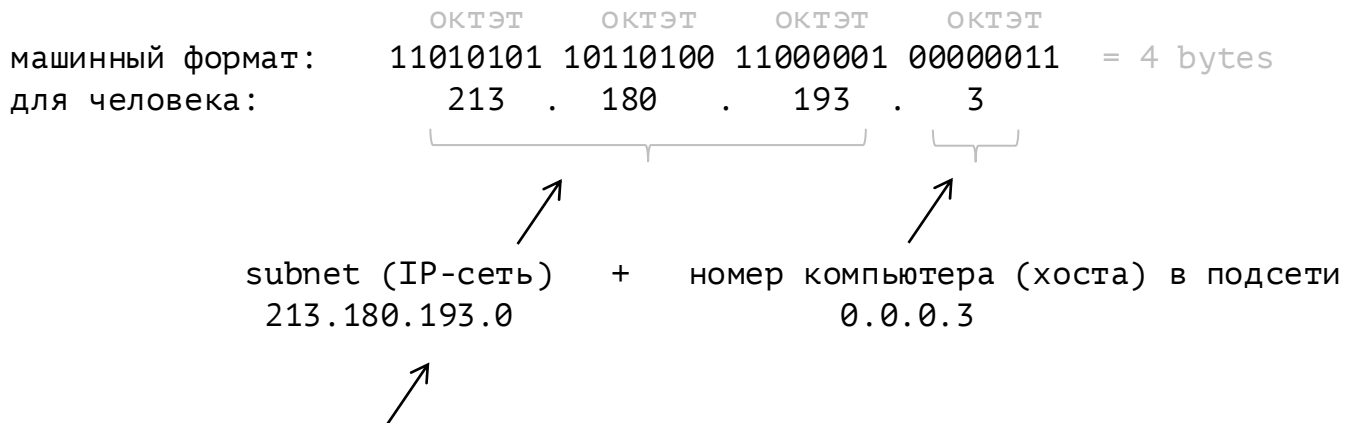 октэт октэт октэт октэт
машинный формат: 11010101 10110100 11000001 00000011 = 4 bytes
для человека: 213 . 180 . 193 . 3
subnet (IP-сеть) + номер компьютера (хоста) в подсети
213.180.193.0 0.0.0.3